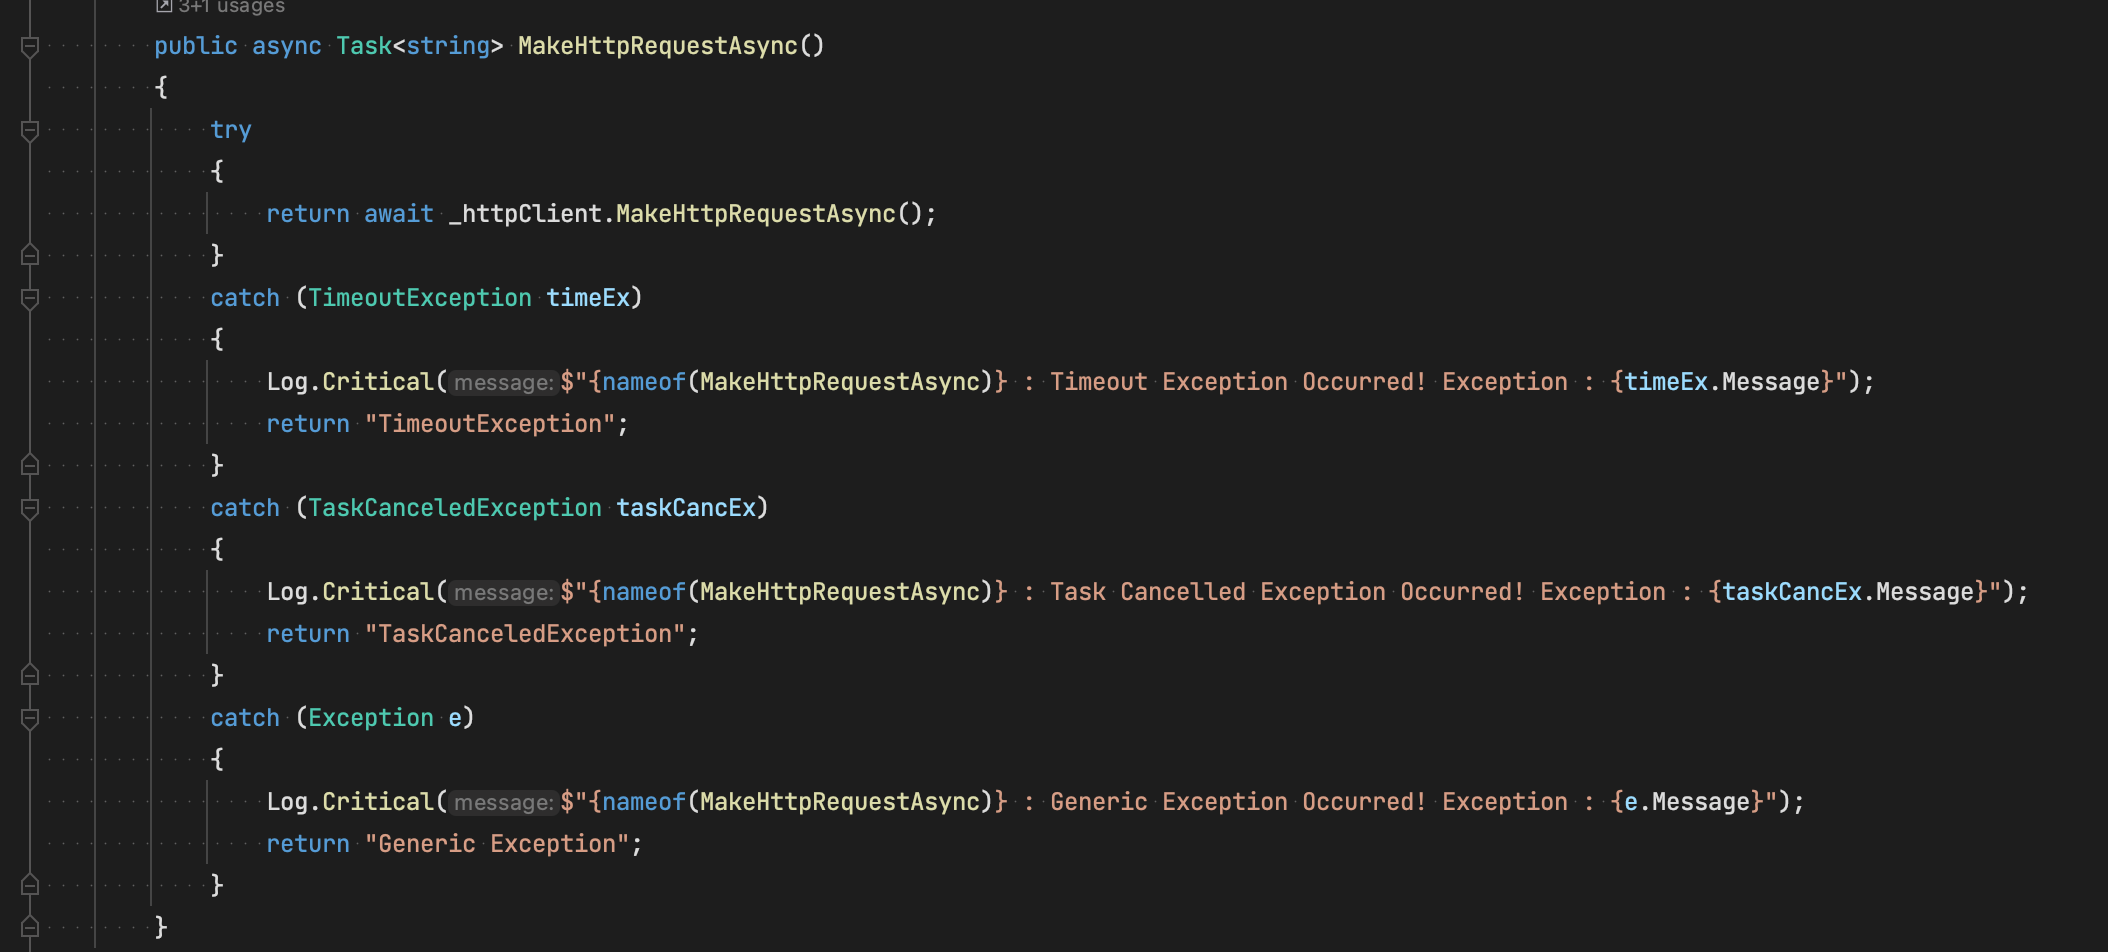 3+1 usages
public async Task<string> MakeHttpRequestAsync()
{
try
{
return await _httpClient.MakeHttpRequestAsync();
}
catch (TimeoutException timeEx)
{
Log.Critical(message:$"{nameof(MakeHttpRequestAsync)} : Timeout Exception Occurred! Exception : {timeEx.Message}");
return "TimeoutException";
}
catch (TaskCanceledException taskCancEx)
{
Log.Critical(message:$"{nameof(MakeHttpRequestAsync)} : Task Cancelled Exception Occurred! Exception : {taskCancEx.Message}");
return "TaskCanceledException";
}
catch (Exception e)
{
Log.Critical(message:$"{nameof(MakeHttpRequestAsync)} : Generic Exception Occurred! Exception : {e.Message}");
return "Generic Exception";
}
}